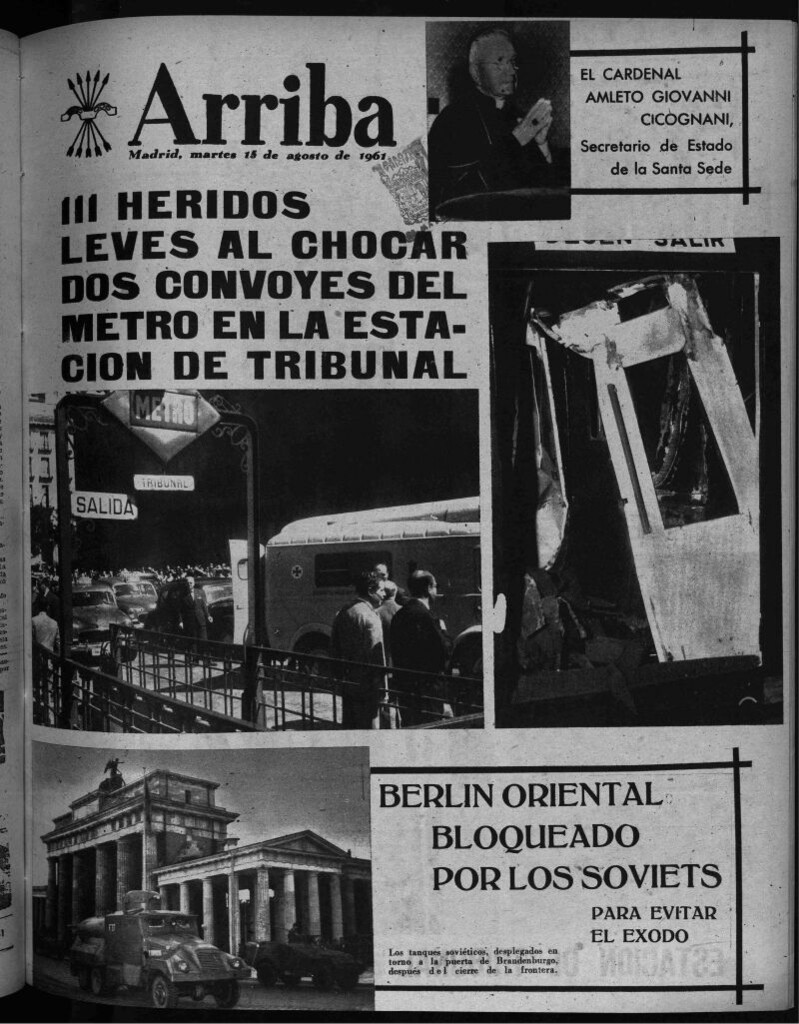 Arriba
Madrid, martes 15 de agosto de 1961
EL CARDENAL
AMLETO GIOVANNI
CICOGNANI,
Secretario de Estado
de la Santa Sede
111 HERIDOS
LEVES AL CHOCAR
DOS CONVOYES DEL
METRO EN LA ESTA-
CION DE TRIBUNAL
SALIR
METRO
TRIBUNAL
SALIDA
BERLIN ORIENTAL
BLOQUEADO
POR LOS SOVIETS
PARA EVITAR
EL EXODO
Los tanques soviéticos, desplegados en
torno a la puerta de Brandenburgo,
después del cierre de la frontera.